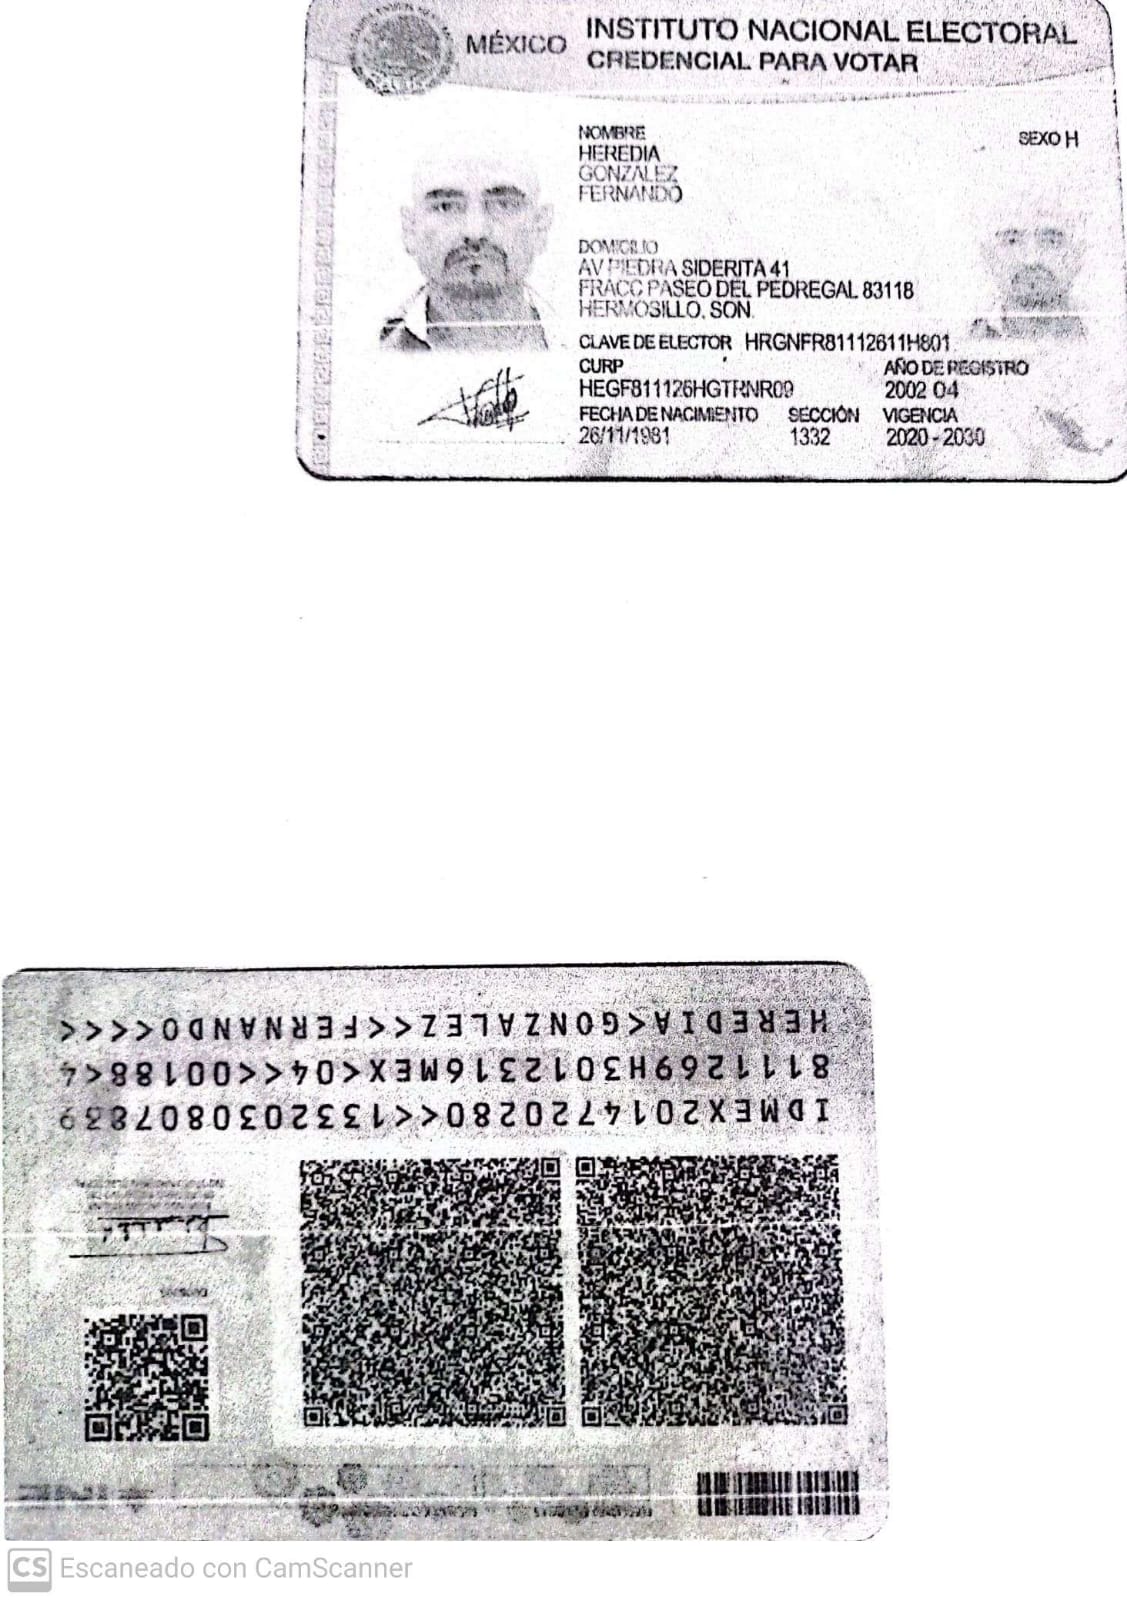 MÉXICO
INSTITUTO NACIONAL ELECTORAL
CREDENCIAL PARA VOTAR
NOMBRE
HEREDIA
GONZALEZ
FERNANDO
SEXO H
DOMICILIO
AV PIEDRA SIDERITA 41
FRACC PASEO DEL PEDREGAL 83118
HERMOSILLO, SON.
CLAVE DE ELECTOR HRGNFR81112611H801
CURP
HEGF811126HGTRNR09
AÑO DE REGISTRO
2002 04
FECHA DE NACIMIENTO
26/11/1981
SECCIÓN
1332
VIGENCIA
2020-2030
IDMEX2014720280<<1332030807839
8111269H3012316MEX<04<<00188<4
HEREDIA<GONZALEZ<<FERNANDO<<<<
CS Escaneado con CamScanner